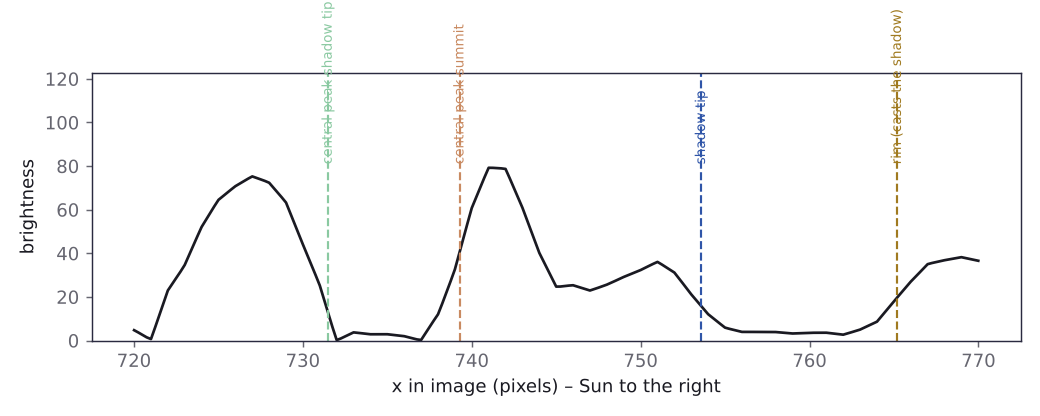 central peak shadow tip
central peak summit
shadow tip
rim (casts the shadow)
120
100
80
60
40
20
0
brightness
720
730
740
750
760
770
x in image (pixels) – Sun to the right